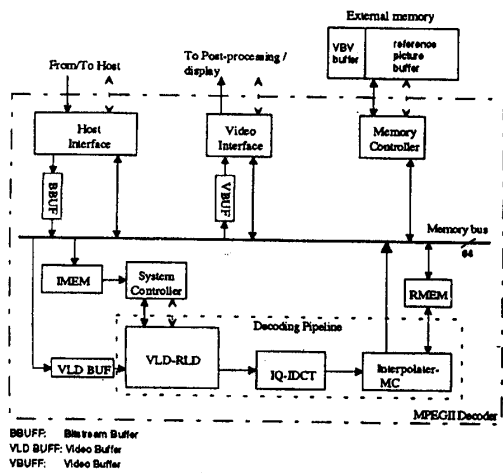 External memory
VBV buffer
reference picture buffer
To Post-processing / display
From/To Host
Host Interface
Video Interface
Memory Controller
BBUF
VBUF
Memory bus
64
IMEM
System Controller
RMEM
Decoding Pipeline
VLD BUF
VLD-RLD
IQ-IDCT
Interpolater-MC
MPEGII Decoder
BBUFF: Bitstream Buffer
VLD BUFF: Video Buffer
VBUFF: Video Buffer